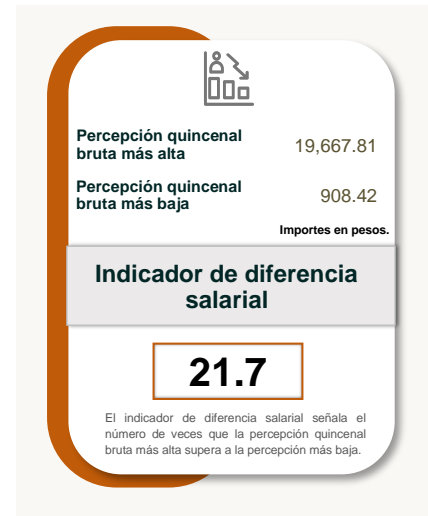 Percepción quincenal
bruta más alta
19,667.81
Percepción quincenal
bruta más baja
908.42
Importes en pesos.
Indicador de diferencia
salarial
21.7
El indicador de diferencia salarial señala el
número de veces que la percepción quincenal
bruta más alta supera a la percepción más baja.